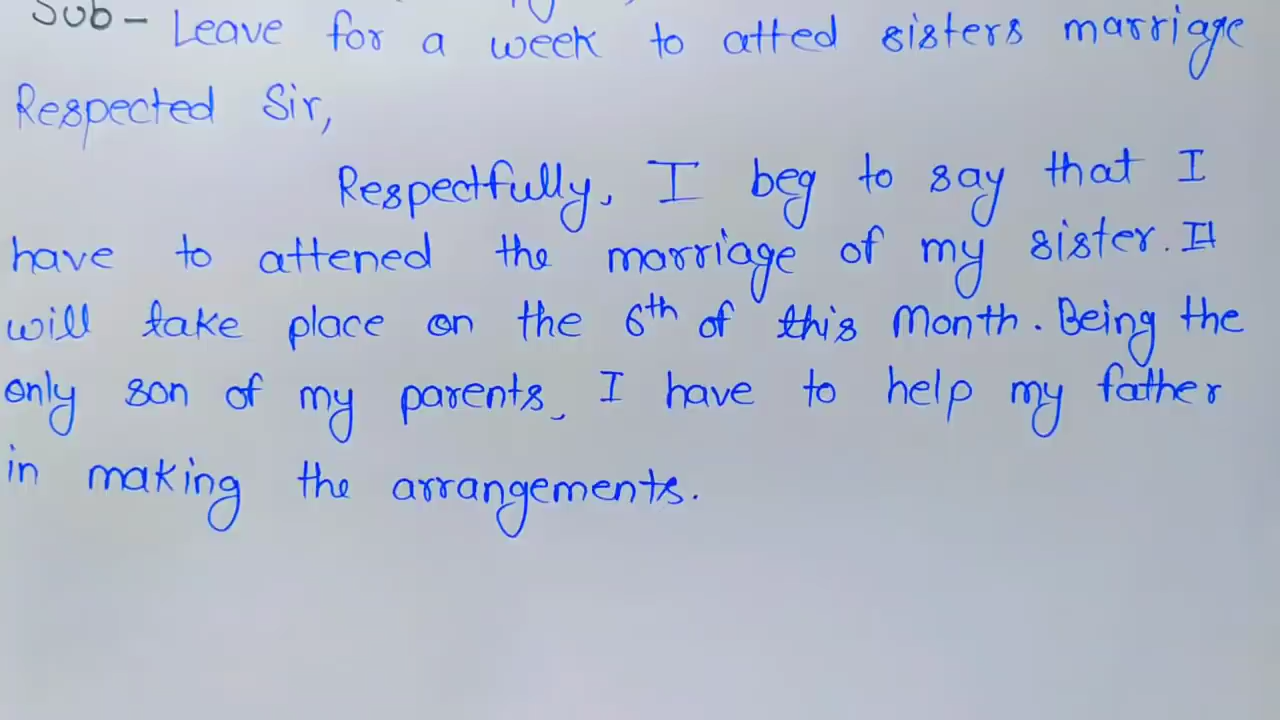 Sub - Leave for a week to atted sisters marriage
Respected Sir,
Respectfully, I beg to say that I
have to attened the marriage of my sister. It
will take place on the 6th of this Month. Being the
only son of my parents, I have to help my father
in making the arrangements.